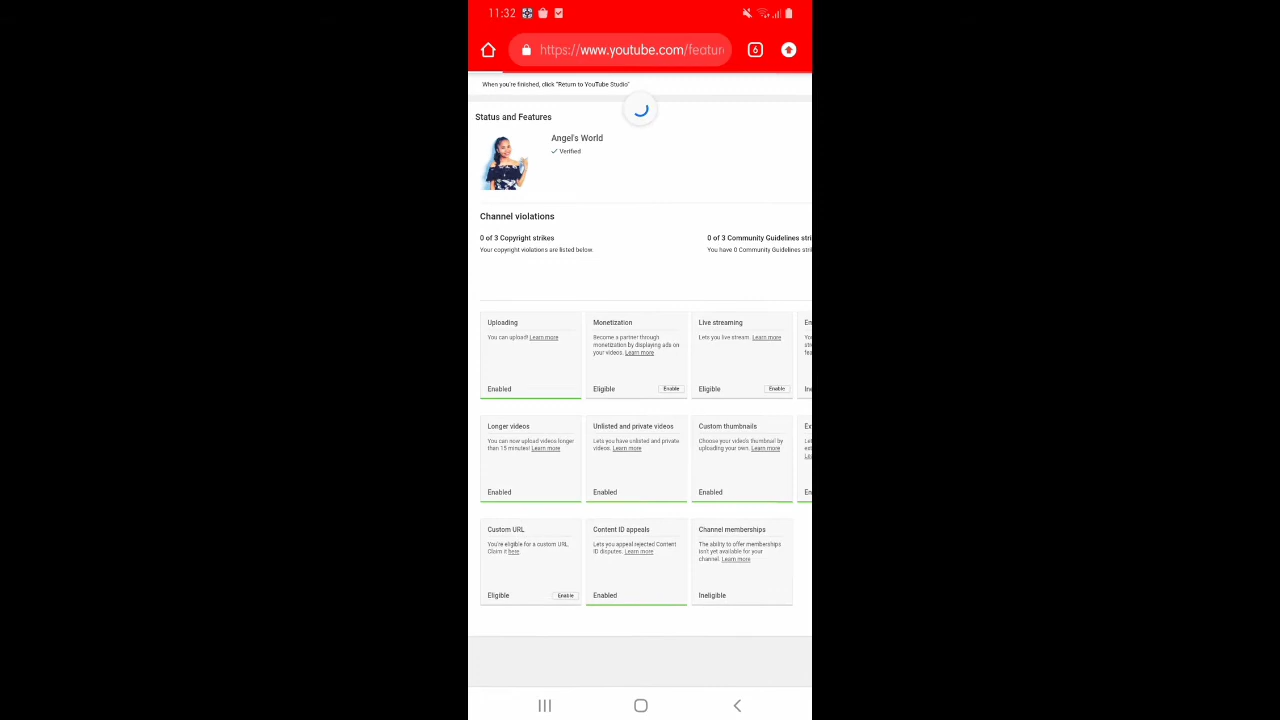 11:32
https://www.youtube.com/featur
6
When you're finished, click "Return to YouTube Studio"
Status and Features
Angel's World
Verified
Channel violations
0 of 3 Copyright strikes
Your copyright violations are listed below.
0 of 3 Community Guidelines stri
You have 0 Community Guidelines stri
Uploading
You can upload! Learn more
Enabled
Monetization
Become a partner through
monetization by displaying ads on
your videos. Learn more
Eligible Enable
Live streaming
Lets you live stream. Learn more
Eligible Enable
Longer videos
You can now upload videos longer
than 15 minutes! Learn more
Enabled
Unlisted and private videos
Lets you have unlisted and private
videos. Learn more
Enabled
Custom thumbnails
Choose your video's thumbnail by
uploading your own. Learn more
Enabled
Custom URL
You're eligible for a custom URL.
Claim it here.
Eligible Enable
Content ID appeals
Lets you appeal rejected Content
ID disputes. Learn more
Enabled
Channel memberships
The ability to offer memberships
isn't yet available for your
channel. Learn more
Ineligible